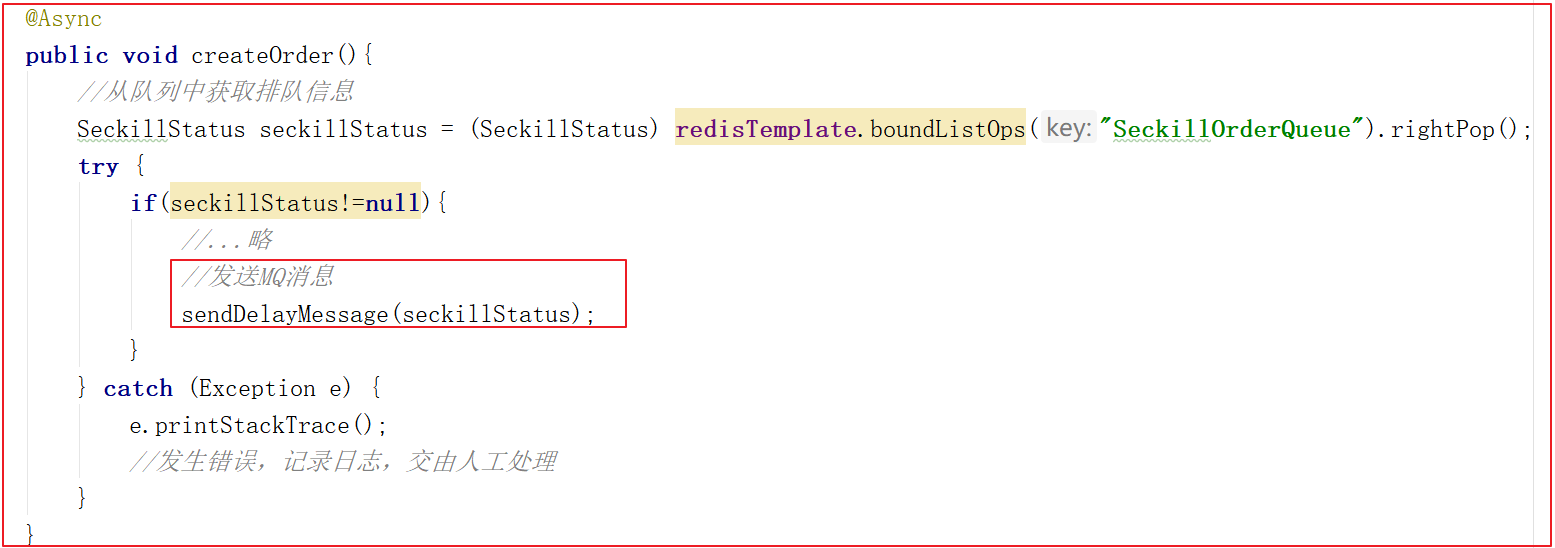 @Async
public void createOrder(){
//从队列中获取排队信息
SeckillStatus seckillStatus = (SeckillStatus) redisTemplate.boundListOps( key: "SeckillOrderQueue").rightPop();
try {
if(seckillStatus!=null){
//...略
//发送MQ消息
sendDelayMessage(seckillStatus);
}
} catch (Exception e) {
e.printStackTrace();
//发生错误，记录日志，交由人工处理
}
}